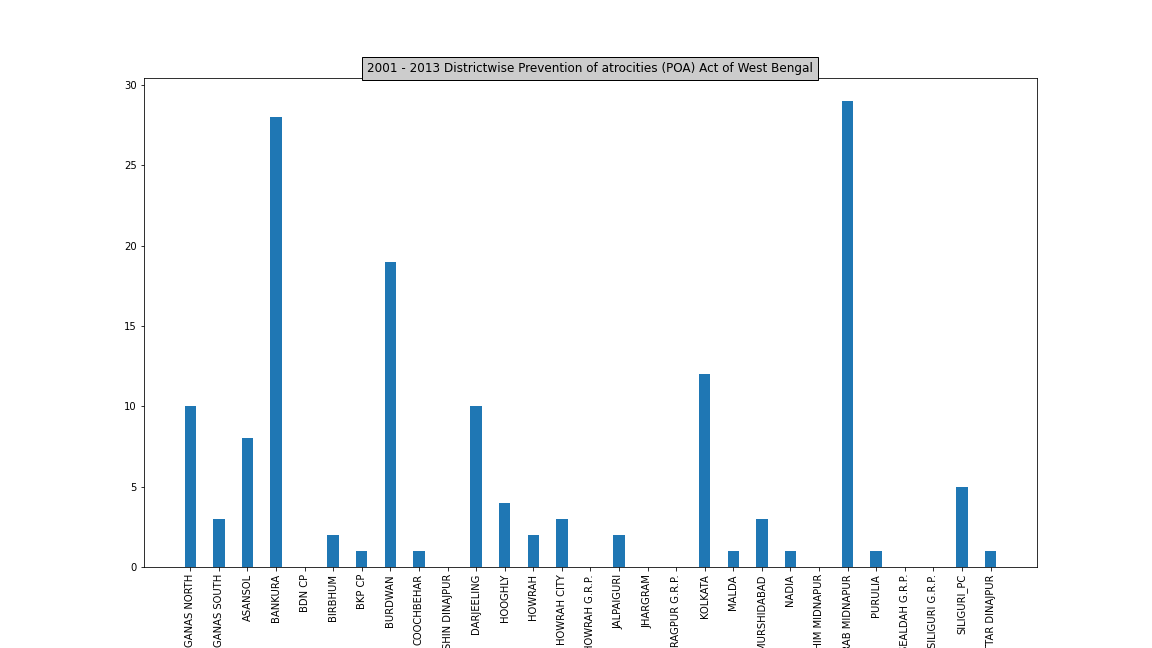 2001 - 2013 Districtwise Prevention of atrocities (POA) Act of West Bengal
30
25
20
15
10
5
0
GANAS NORTH
GANAS SOUTH
ASANSOL
BANKURA
BDN CP
BIRBHUM
BKP CP
BURDWAN
COOCHBEHAR
SHIN DINAJPUR
DARJEELING
HOOGHLY
HOWRAH
HOWRAH CITY
HOWRAH G.R.P.
JALPAIGURI
JHARGRAM
RAGPUR G.R.P.
KOLKATA
MALDA
MURSHIDABAD
NADIA
HIM MIDNAPUR
RAB MIDNAPUR
PURULIA
SEALDAH G.R.P.
SILIGURI G.R.P.
SILIGURI_PC
TAR DINAJPUR